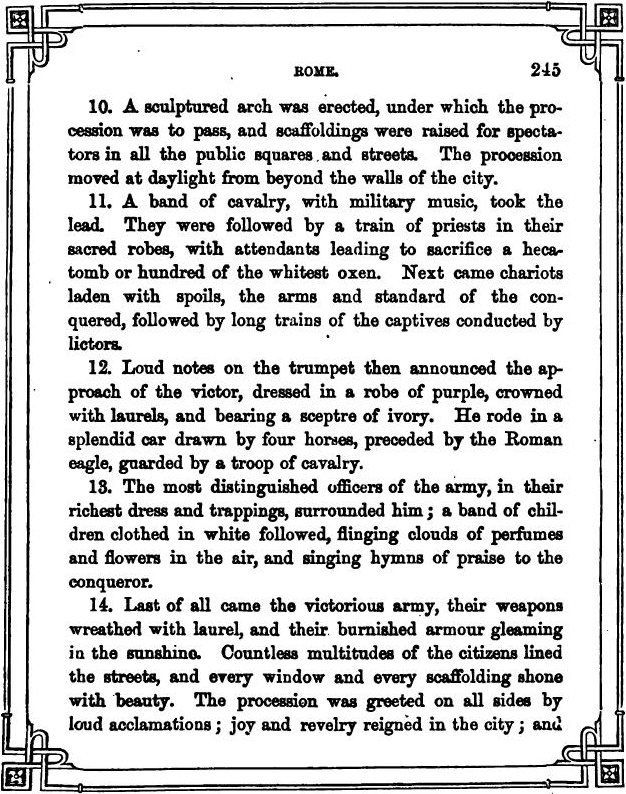 ROME.
245
10. A sculptured arch was erected, under which the pro-
cession was to pass, and scaffoldings were raised for specta-
tors in all the public squares and streets. The procession
moved at daylight from beyond the walls of the city.
11. A band of cavalry, with military music, took the
lead. They were followed by a train of priests in their
sacred robes, with attendants leading to sacrifice a heca-
tomb or hundred of the whitest oxen. Next came chariots
laden with spoils, the arms and standard of the con-
quered, followed by long trains of the captives conducted by
lictors.
12. Loud notes on the trumpet then announced the ap-
proach of the victor, dressed in a robe of purple, crowned
with laurels, and bearing a sceptre of ivory. He rode in a
splendid car drawn by four horses, preceded by the Roman
eagle, guarded by a troop of cavalry.
13. The most distinguished officers of the army, in their
richest dress and trappings, surrounded him; a band of chil-
dren clothed in white followed, flinging clouds of perfumes
and flowers in the air, and singing hymns of praise to the
conqueror.
14. Last of all came the victorious army, their weapons
wreathed with laurel, and their burnished armour gleaming
in the sunshine. Countless multitudes of the citizens lined
the streets, and every window and every scaffolding shone
with beauty. The procession was greeted on all sides by
loud acclamations; joy and revelry reigned in the city; and